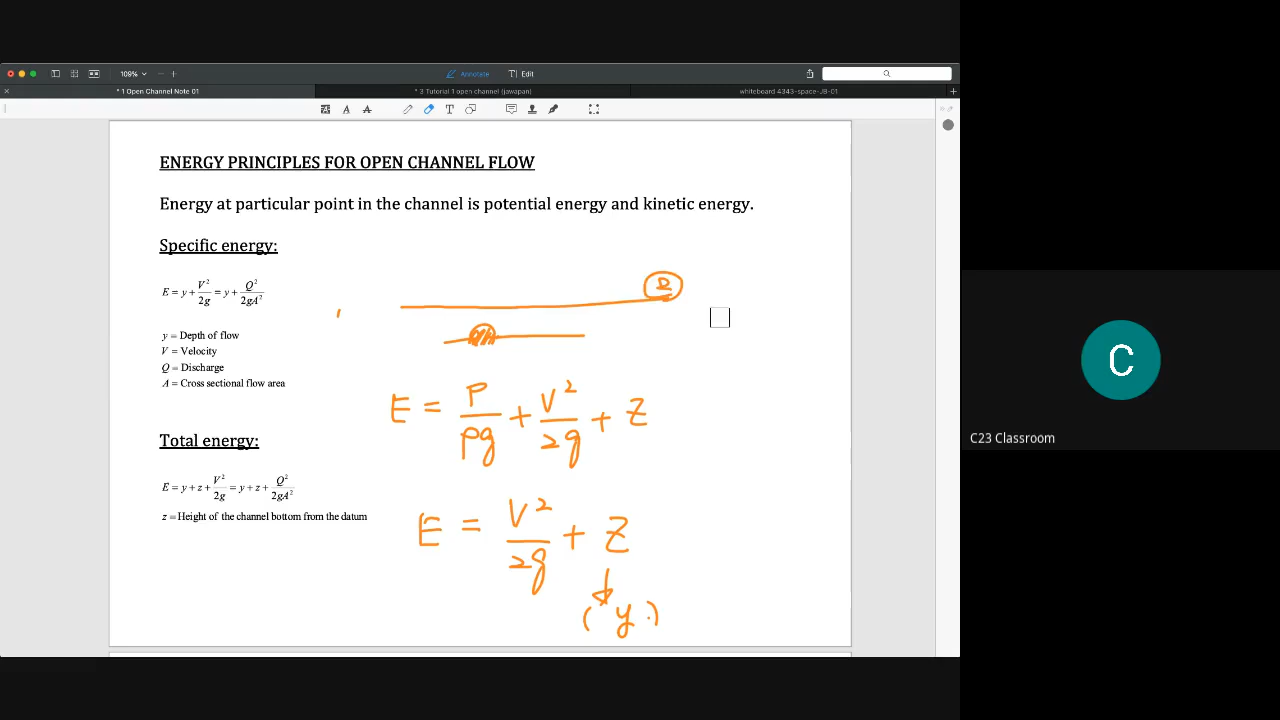 109%
Annotate
Edit
* 1 Open Channel Note 01
* 3 Tutorial 1 open channel (jawapan)
whiteboard 4343-space-JB-01
ENERGY PRINCIPLES FOR OPEN CHANNEL FLOW
Energy at particular point in the channel is potential energy and kinetic energy.
Specific energy:
E = y + V²/2g = y + Q²/2gA²
y = Depth of flow
V = Velocity
Q = Discharge
A = Cross sectional flow area
E = P/ρg + V²/2g + Z
Total energy:
E = y + z + V²/2g = y + z + Q²/2gA²
z = Height of the channel bottom from the datum
E = V²/2g + Z
( y )
C
C23 Classroom